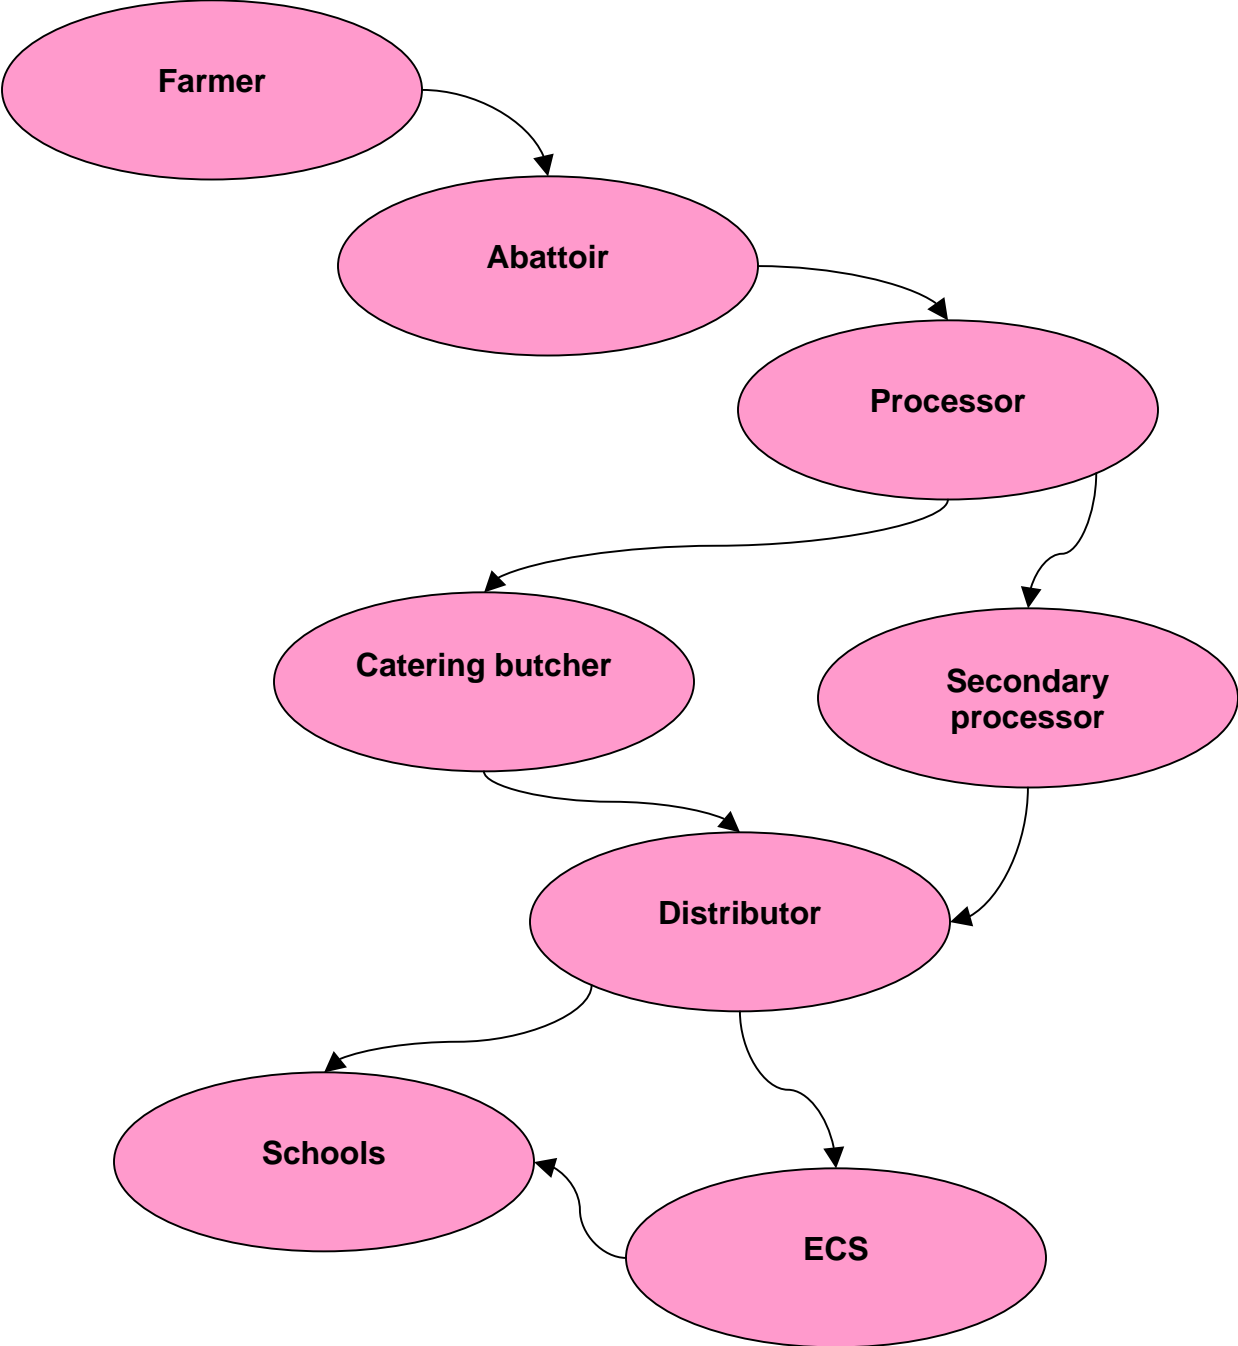 Farmer
Abattoir
Processor
Catering butcher
Secondary
processor
Distributor
Schools
ECS